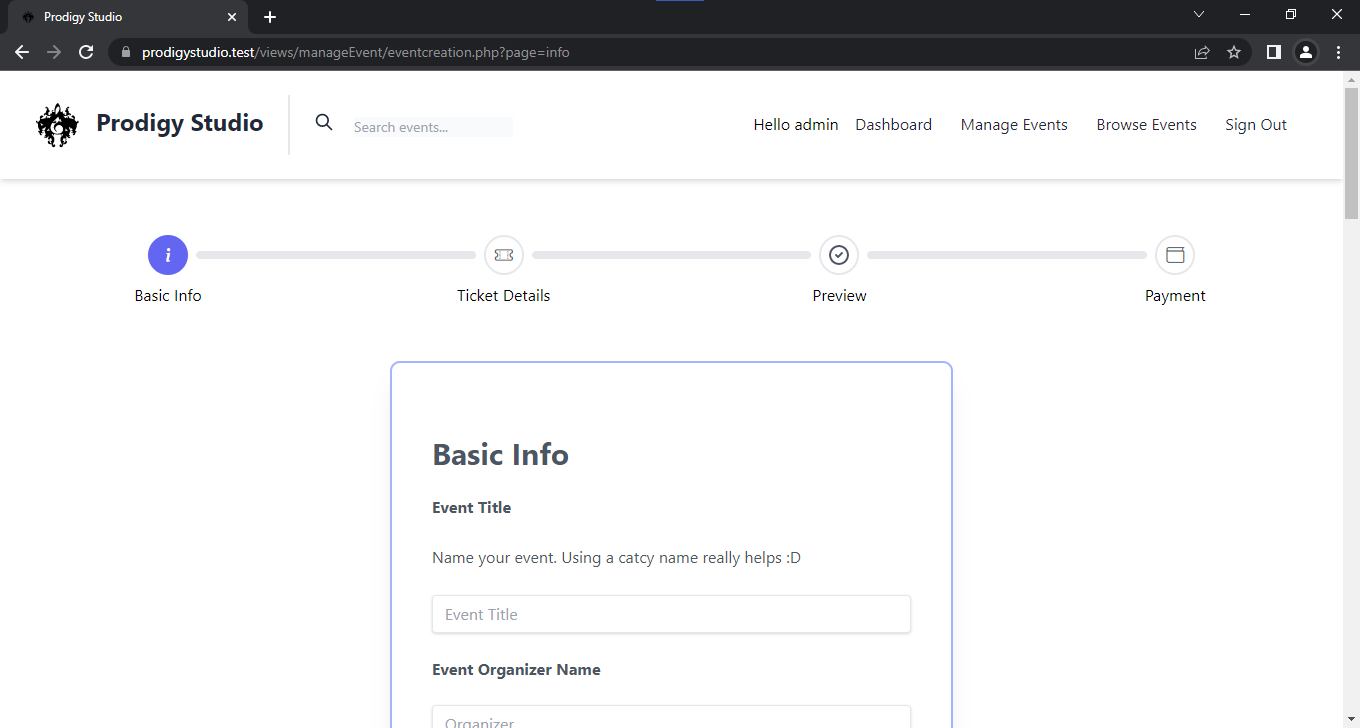 Prodigy Studio
prodigystudio.test/views/manageEvent/eventcreation.php?page=info
Prodigy Studio
Search events...
Hello admin Dashboard Manage Events Browse Events Sign Out
i
Basic Info Ticket Details Preview Payment
Basic Info
Event Title
Name your event. Using a catcy name really helps :D
Event Title
Event Organizer Name
Organizer